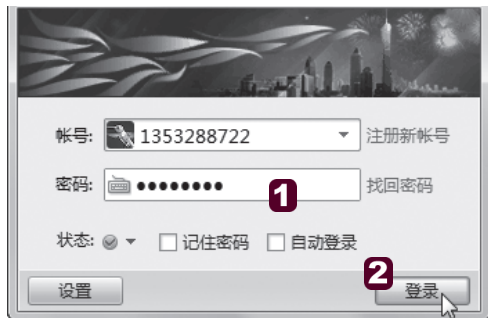 帐号: 1353288722 注册新帐号
密码: ●●●●●●●● 1 找回密码
状态: 记住密码 自动登录
2
设置 登录